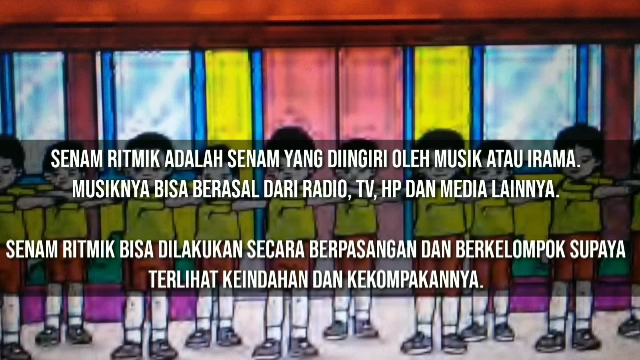 SENAM RITMIK ADALAH SENAM YANG DIINGIRI OLEH MUSIK ATAU IRAMA.
MUSIKNYA BISA BERASAL DARI RADIO, TV, HP DAN MEDIA LAINNYA.
SENAM RITMIK BISA DILAKUKAN SECARA BERPASANGAN DAN BERKELOMPOK SUPAYA
TERLIHAT KEINDAHAN DAN KEKOMPAKANNYA.